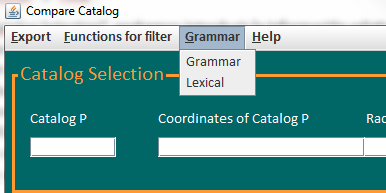 Compare Catalog
Export Functions for filter Grammar Help
Grammar
Lexical
Catalog Selection
Catalog P Coordinates of Catalog P